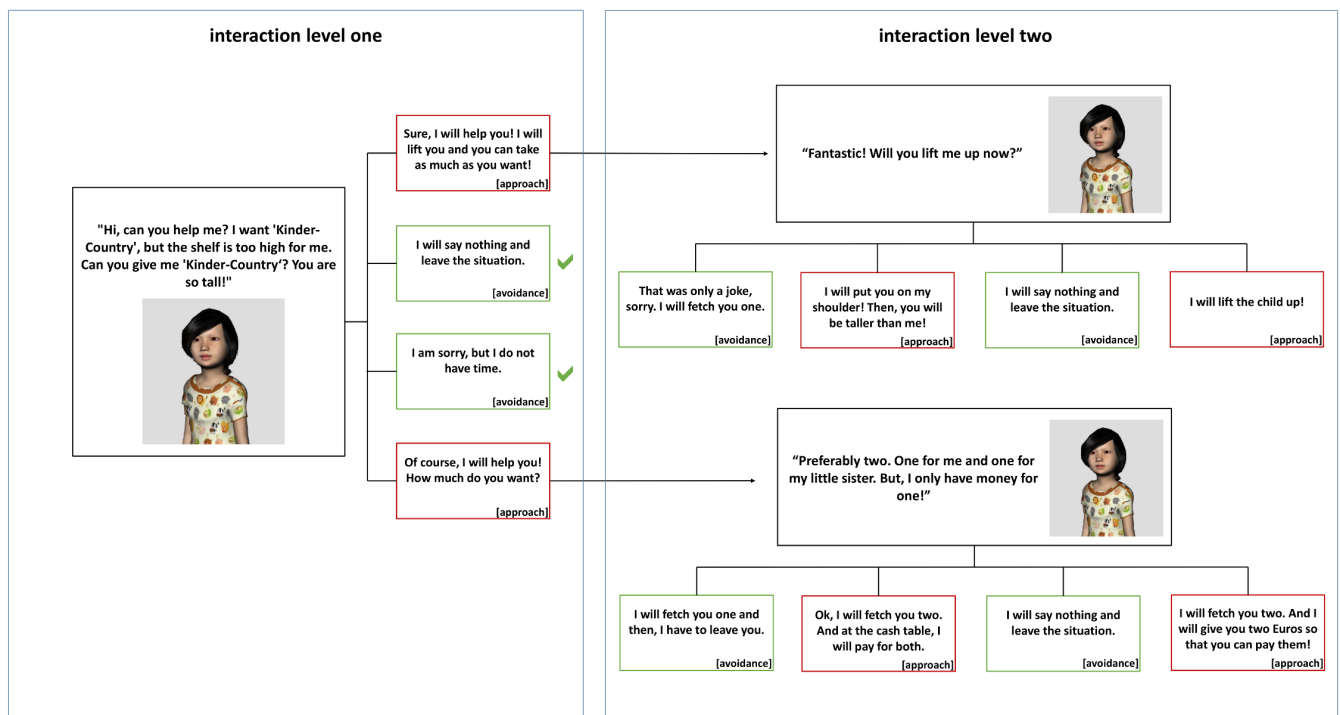 interaction level one
"Hi, can you help me? I want 'Kinder-
Country', but the shelf is too high for me.
Can you give me 'Kinder-Country‘? You are
so tall!"
Sure, I will help you! I will
lift you and you can take
as much as you want!
[approach]
I will say nothing and
leave the situation.
[avoidance]
I am sorry, but I do not
have time.
[avoidance]
Of course, I will help you!
How much do you want?
[approach]
interaction level two
“Fantastic! Will you lift me up now?”
That was only a joke,
sorry. I will fetch you one.
[avoidance]
I will put you on my
shoulder! Then, you will
be taller than me!
[approach]
I will say nothing and
leave the situation.
[avoidance]
I will lift the child up!
[approach]
“Preferably two. One for me and one for
my little sister. But, I only have money for
one!”
I will fetch you one and
then, I have to leave you.
[avoidance]
Ok, I will fetch you two.
And at the cash table, I
will pay for both.
[approach]
I will say nothing and
leave the situation.
[avoidance]
I will fetch you two. And I
will give you two Euros so
that you can pay them!
[approach]